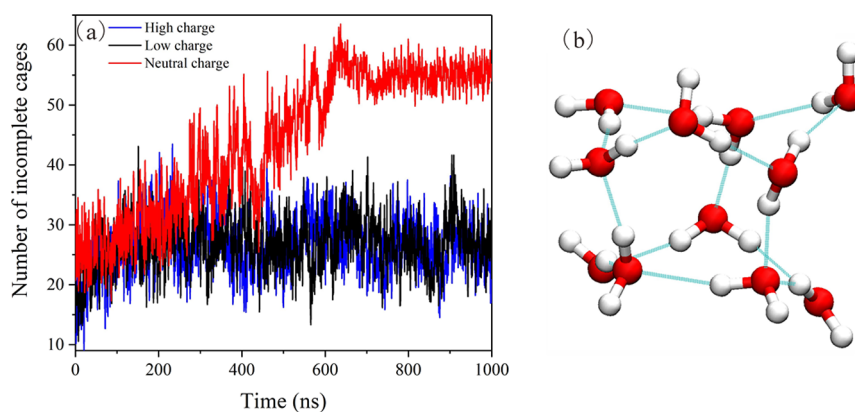 (a)
High charge
Low charge
Neutral charge
60
50
40
30
20
10
Number of incomplete cages
0
200
400
600
800
1000
Time (ns)
(b)